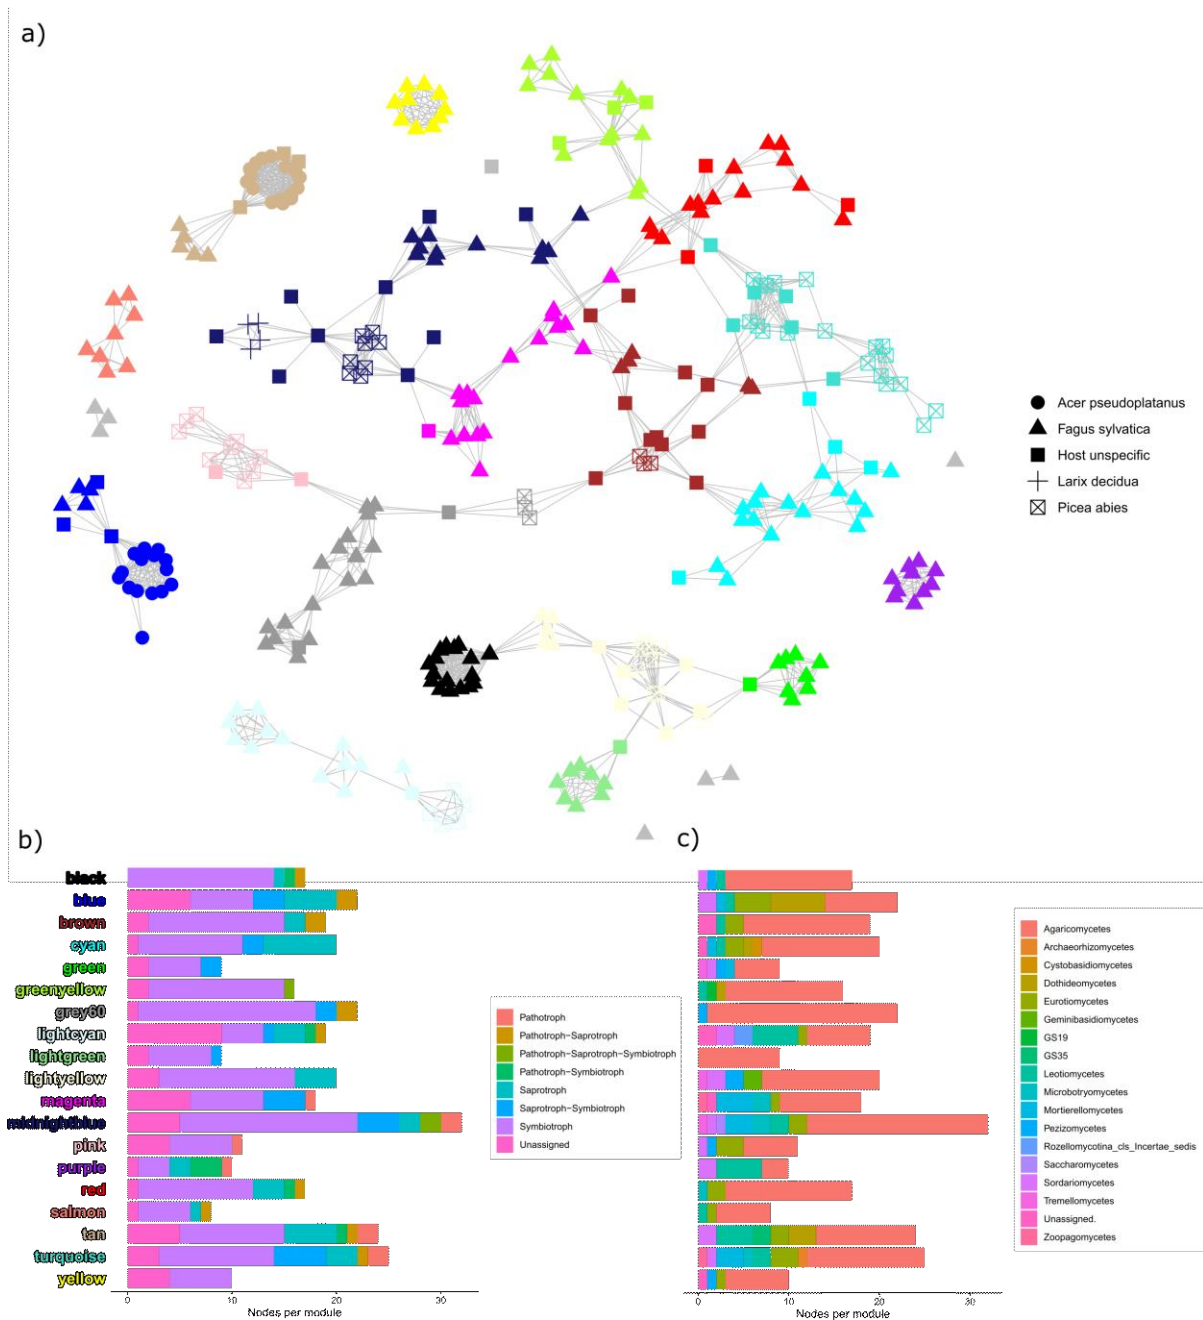 a)
Acer pseudoplatanus
Fagus sylvatica
Host unspecific
Larix decidua
Picea abies
b)
black
blue
brown
cyan
green
greenyellow
grey60
lightcyan
lightgreen
lightyellow
magenta
midnightblue
pink
purple
red
salmon
tan
turquoise
yellow
0 10 20 30
Nodes per module
Pathotroph
Pathotroph-Saprotroph
Pathotroph-Saprotroph-Symbiotroph
Pathotroph-Symbiotroph
Saprotroph
Saprotroph-Symbiotroph
Symbiotroph
Unassigned
c)
0 10 20 30
Nodes per module
Agaricomycetes
Archaeorhizomycetes
Cystobasidiomycetes
Dothideomycetes
Eurotiomycetes
Geminibasidiomycetes
GS19
GS35
Leotiomycetes
Microbotryomycetes
Mortierellomycetes
Pezizomycetes
Rozellomycotina_cls_Incertae_sedis
Saccharomycetes
Sordariomycetes
Tremellomycetes
Unassigned.
Zoopagomycetes